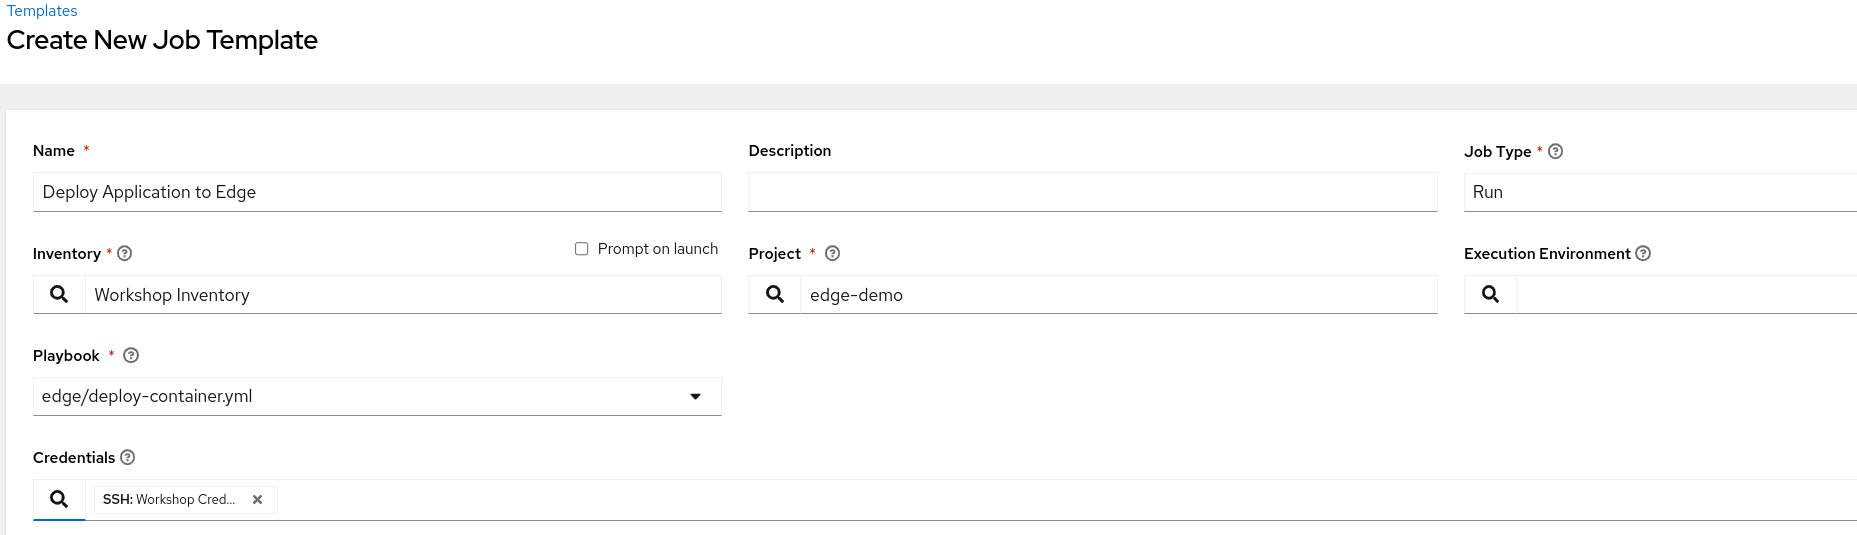 Templates
Create New Job Template
Name *
Description
Job Type *
Deploy Application to Edge
Run
Inventory *
Prompt on launch
Project *
Execution Environment
Workshop Inventory
edge-demo
Playbook *
edge/deploy-container.yml
Credentials
SSH: Workshop Cred...